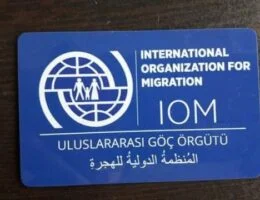 INTERNATIONAL
ORGANIZATION FOR
MIGRATION
IOM
ULUSLARARASI GÖÇ ÖRGÜTÜ
المنظمة الدولية للهجرة